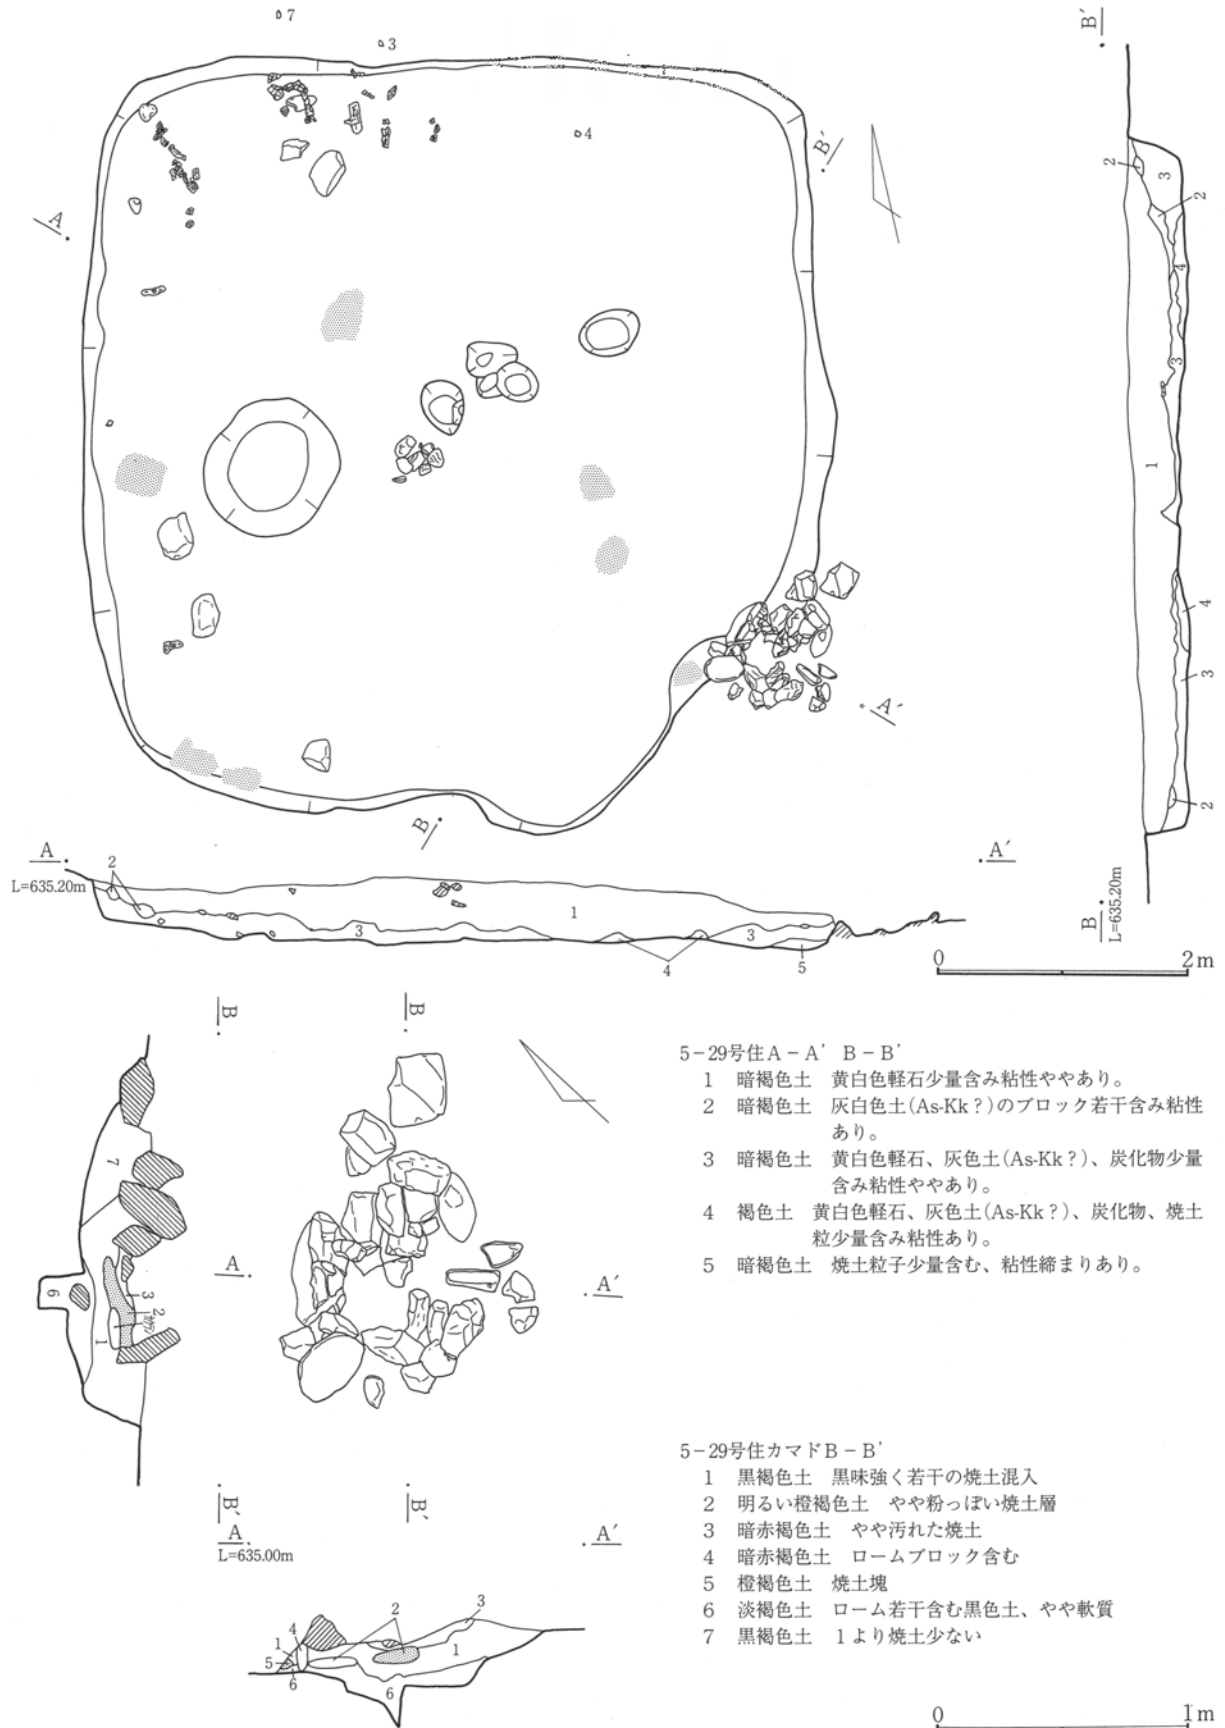 7
3
4
B´
A
B´
2
3
2
4
3
1
4
3
2
A´
B
B
L=635.20m
A
L=635.20m
2
A´
1
3
4
3
5
0 2m
B
B
7
6
3
2
1
A
A´
B´
B´
A
L=635.00m
A´
4
1
5
6
2
3
1
6
5-29号住A-A' B-B'
1 暗褐色土 黄白色軽石少量含み粘性ややあり。
2 暗褐色土 灰白色土(As-Kk？)のブロック若干含み粘性
あり。
3 暗褐色土 黄白色軽石、灰色土(As-Kk？)、炭化物少量
含み粘性ややあり。
4 褐色土 黄白色軽石、灰色土(As-Kk？)、炭化物、焼土
粒少量含み粘性あり。
5 暗褐色土 焼土粒子少量含む、粘性締まりあり。
5-29号住カマドB-B'
1 黒褐色土 黒味強く若干の焼土混入
2 明るい橙褐色土 やや粉っぽい焼土層
3 暗赤褐色土 やや汚れた焼土
4 暗赤褐色土 ロームブロック含む
5 橙褐色土 焼土塊
6 淡褐色土 ローム若干含む黒色土、やや軟質
7 黒褐色土 1より焼土少ない
0 1m